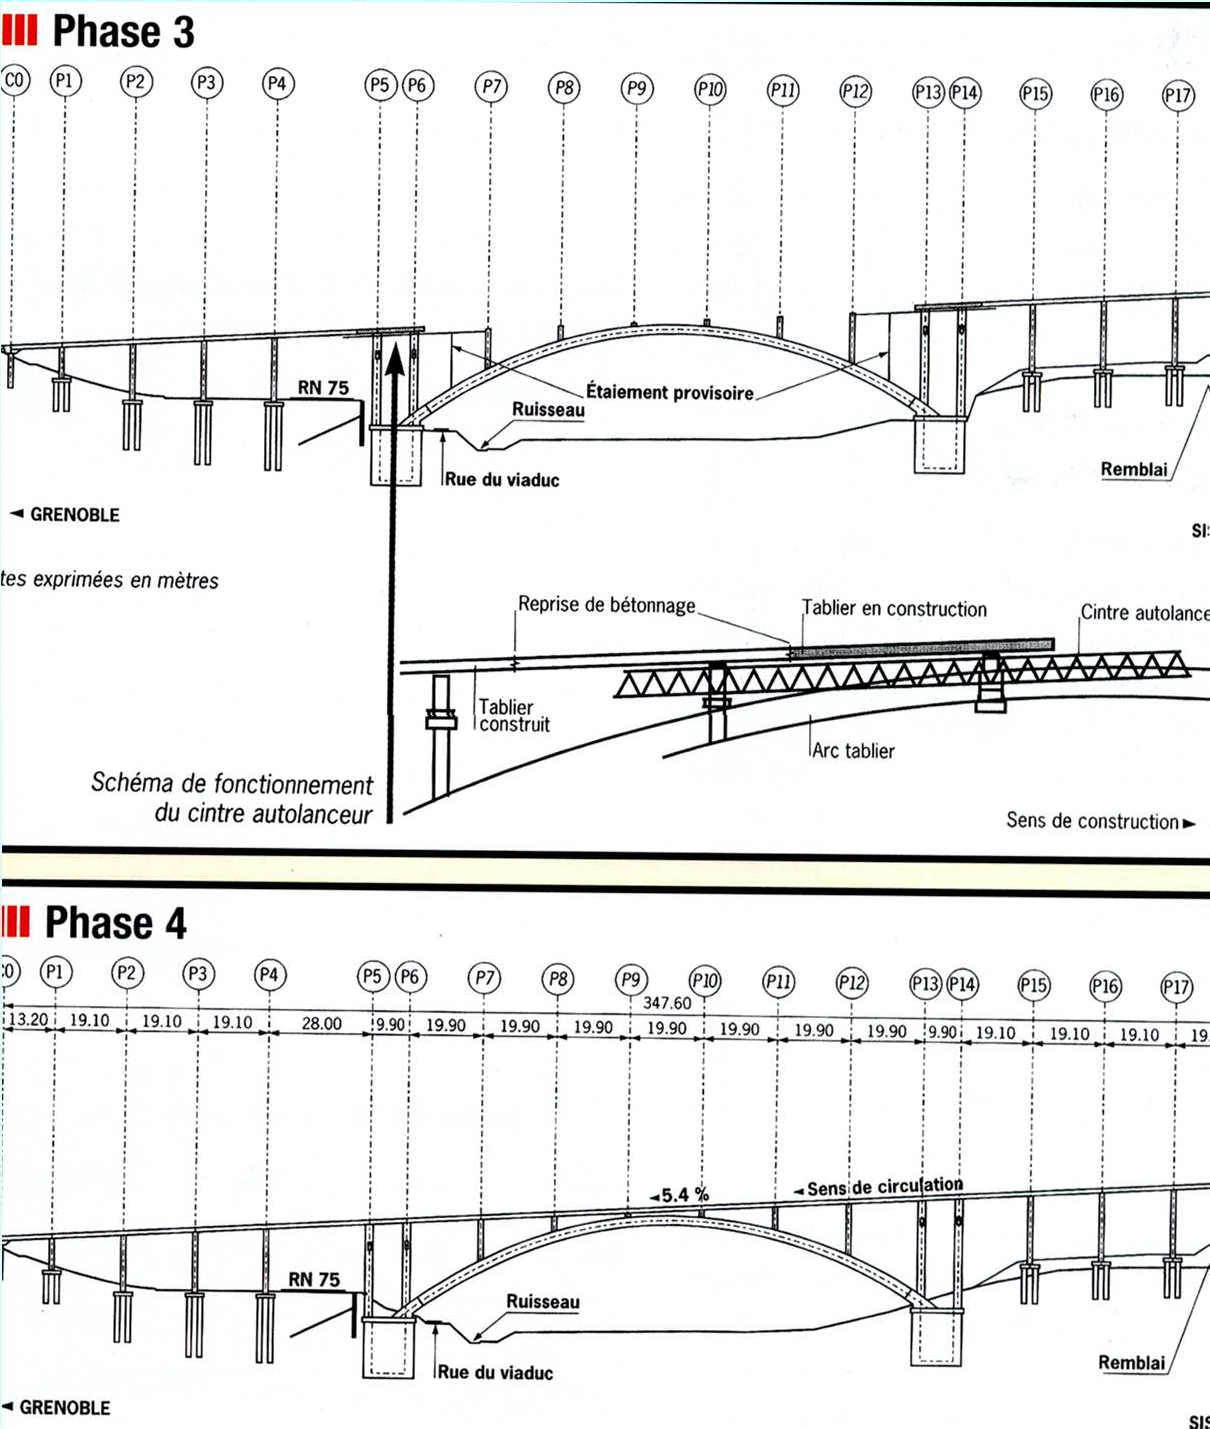 Phase 3
C0 P1 P2 P3 P4 P5 P6 P7 P8 P9 P10 P11 P12 P13 P14 P15 P16 P17
RN 75
Étaiement provisoire
Ruisseau
Rue du viaduc
Remblai
◄ GRENOBLE
SI
tes exprimées en mètres
Reprise de bétonnage
Tablier en construction
Cintre autolance
Tablier
construit
Arc tablier
Schéma de fonctionnement
du cintre autolanceur
Sens de construction ►
Phase 4
C0 P1 P2 P3 P4 P5 P6 P7 P8 P9 P10 P11 P12 P13 P14 P15 P16 P17
347.60
13.20 19.10 19.10 19.10 28.00 9.90 19.90 19.90 19.90 19.90 19.90 19.90 19.90 9.90 19.10 19.10 19.10 19.
◄ 5.4 %
◄ Sens de circulation
RN 75
Ruisseau
Rue du viaduc
Remblai
◄ GRENOBLE
SIS